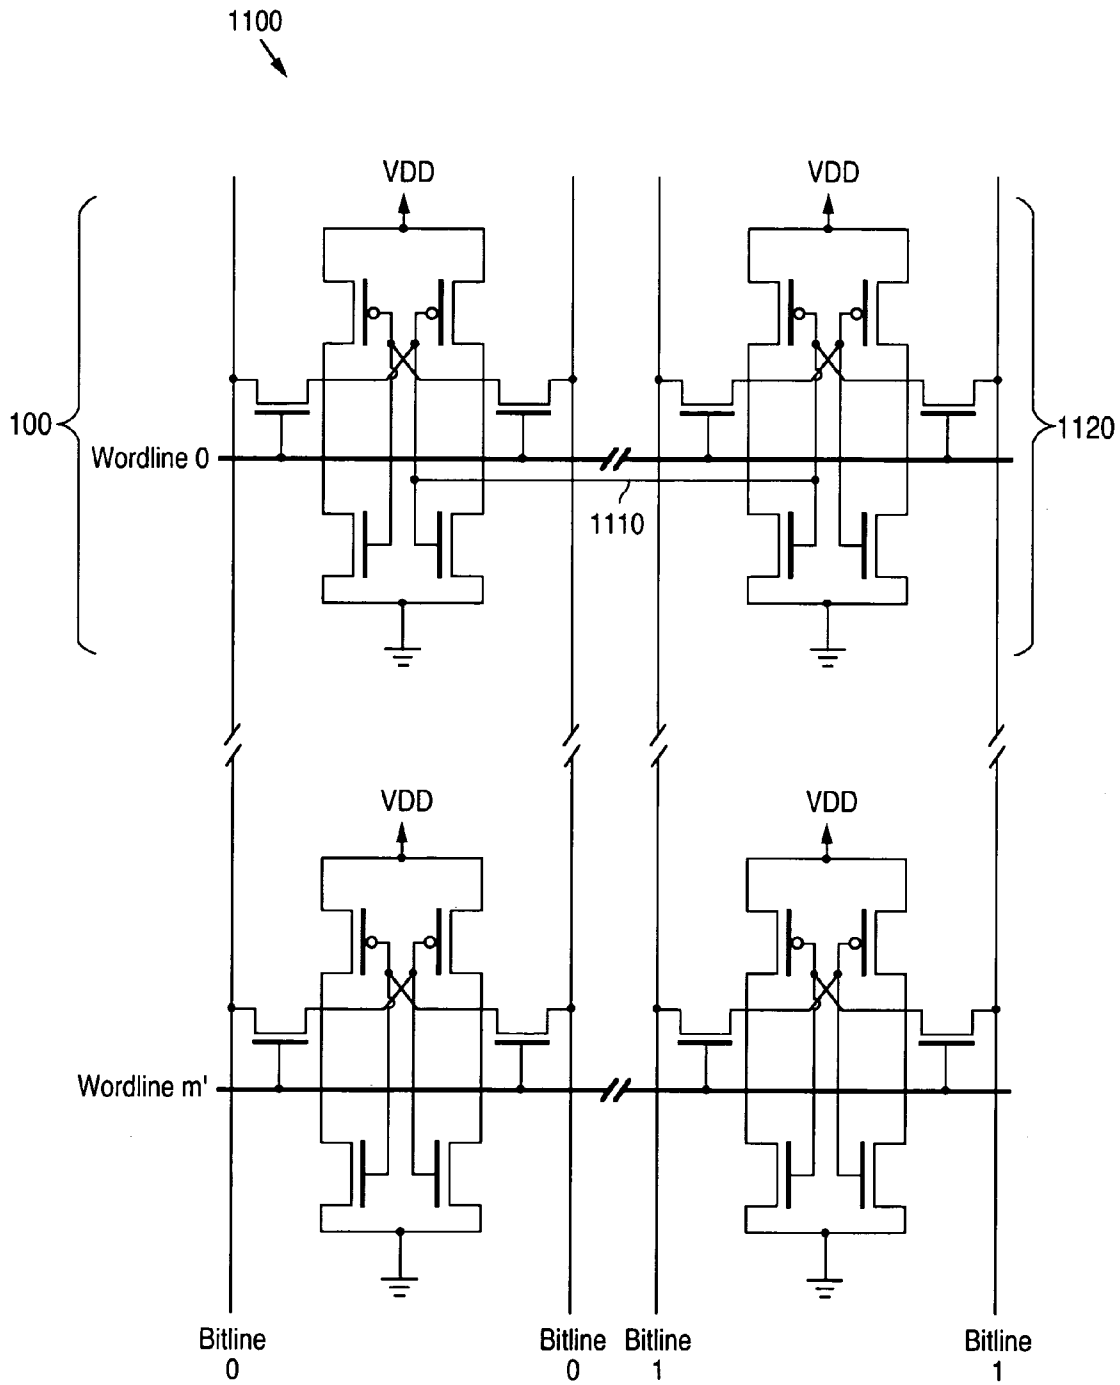 1100
VDD VDD
100 1120
Wordline 0
1110
VDD VDD
Wordline m'
Bitline 0 Bitline 0 Bitline 1 Bitline 1